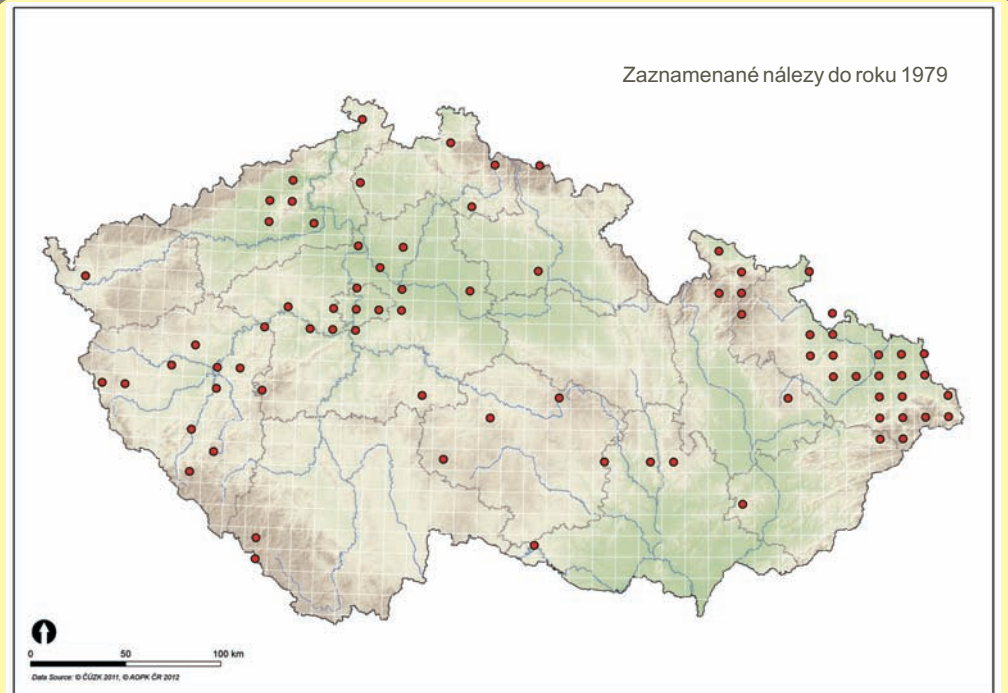 Zaznamenané nálezy do roku 1979
0 50 100 km
Data Source: © ČÚZK 2011, © AOPK ČR 2012